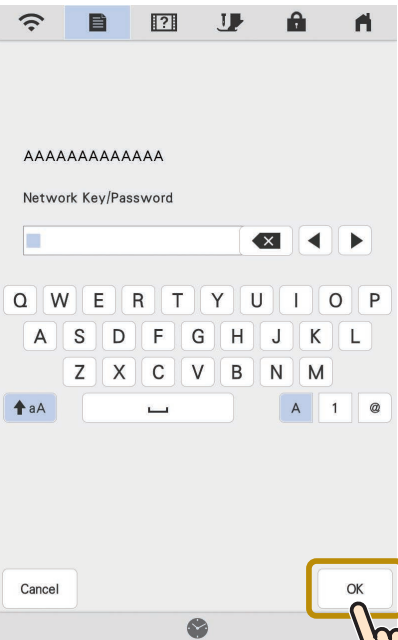 AAAAAAAAAAAAA
Network Key/Password
Q W E R T Y U I O P
A S D F G H J K L
Z X C V B N M
aA A 1 @
Cancel OK